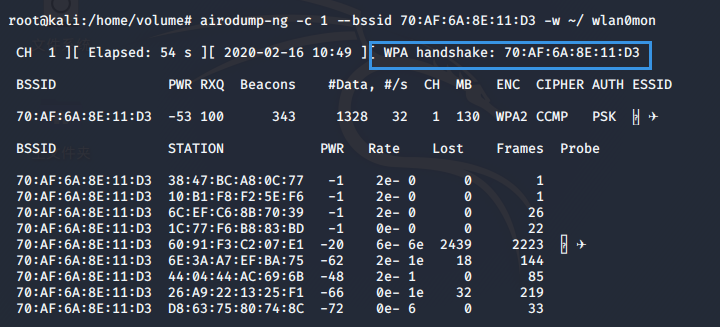 root@kali:/home/volume# airodump-ng -c 1 --bssid 70:AF:6A:8E:11:D3 -w ~/ wlan0mon
CH 1 ][ Elapsed: 54 s ][ 2020-02-16 10:49 ][ WPA handshake: 70:AF:6A:8E:11:D3
BSSID PWR RXQ Beacons #Data, #/s CH MB ENC CIPHER AUTH ESSID
70:AF:6A:8E:11:D3 -53 100 343 1328 32 1 130 WPA2 CCMP PSK ✈
BSSID STATION PWR Rate Lost Frames Probe
70:AF:6A:8E:11:D3 38:47:BC:A8:0C:77 -1 2e- 0 0 1
70:AF:6A:8E:11:D3 10:B1:F8:F2:5E:F6 -1 2e- 0 0 1
70:AF:6A:8E:11:D3 6C:EF:C6:8B:70:39 -1 2e- 0 0 26
70:AF:6A:8E:11:D3 1C:77:F6:B8:83:BD -1 0e- 0 0 22
70:AF:6A:8E:11:D3 60:91:F3:C2:07:E1 -20 6e- 6e 2439 2223 ✈
70:AF:6A:8E:11:D3 6E:3A:A7:EF:BA:75 -62 2e- 1e 18 144
70:AF:6A:8E:11:D3 44:04:44:AC:69:6B -48 2e- 1 0 85
70:AF:6A:8E:11:D3 26:A9:22:13:25:F1 -66 0e- 1e 32 219
70:AF:6A:8E:11:D3 D8:63:75:80:74:8C -72 0e- 6 0 33